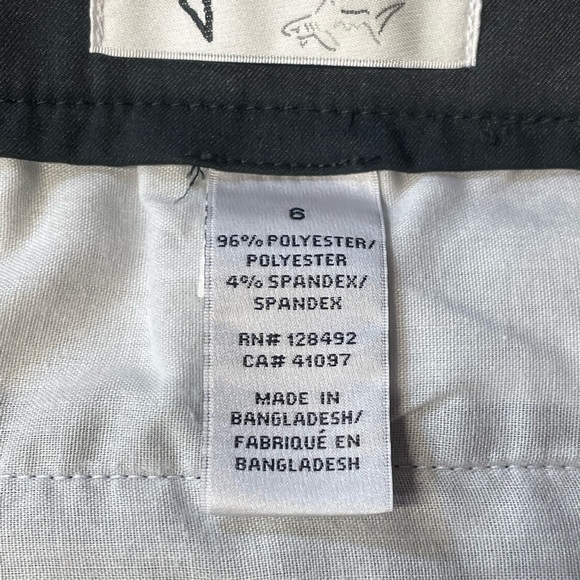 6
96% POLYESTER/
POLYESTER
4% SPANDEX/
SPANDEX
RN# 128492
CA# 41097
MADE IN
BANGLADESH/
FABRIQUÉ EN
BANGLADESH